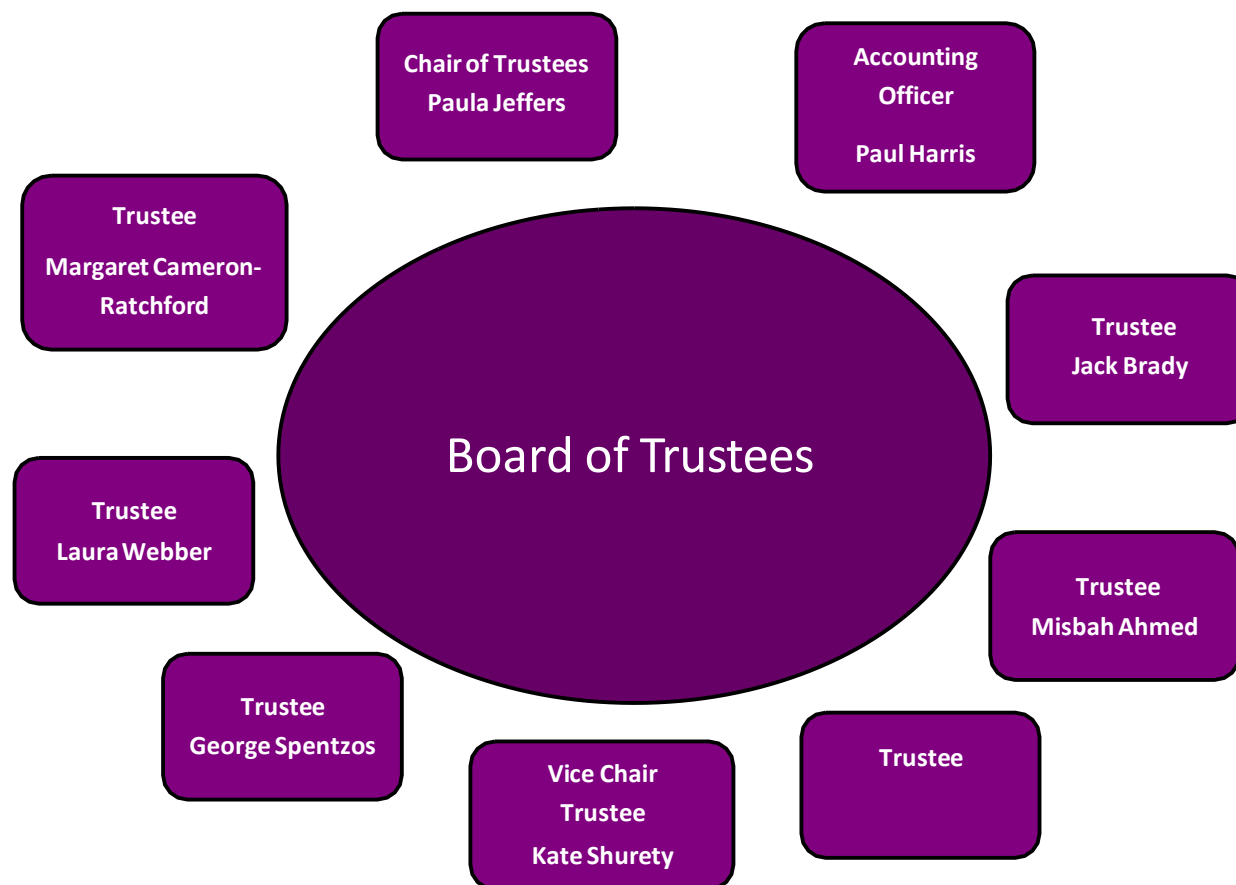 Chair of Trustees
Paula Jeffers
Accounting
Officer
Paul Harris
Trustee
Margaret Cameron-
Ratchford
Trustee
Jack Brady
Board of Trustees
Trustee
Laura Webber
Trustee
Misbah Ahmed
Trustee
George Spentzos
Vice Chair
Trustee
Kate Shurety
Trustee